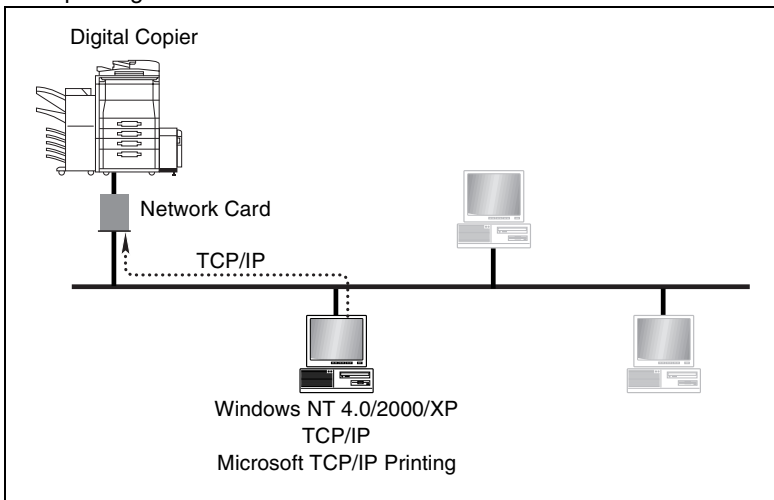 Digital Copier
Network Card
TCP/IP
Windows NT 4.0/2000/XP
TCP/IP
Microsoft TCP/IP Printing